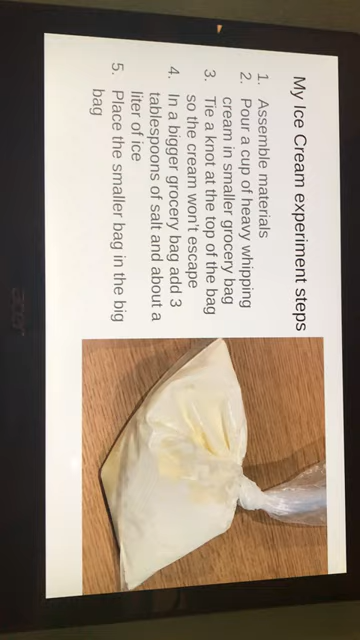 My Ice Cream experiment steps
1. Assemble materials
2. Pour a cup of heavy whipping
cream in smaller grocery bag
3. Tie a knot at the top of the bag
so the cream won't escape
4. In a bigger grocery bag add 3
tablespoons of salt and about a
liter of ice
5. Place the smaller bag in the big
bag
acer